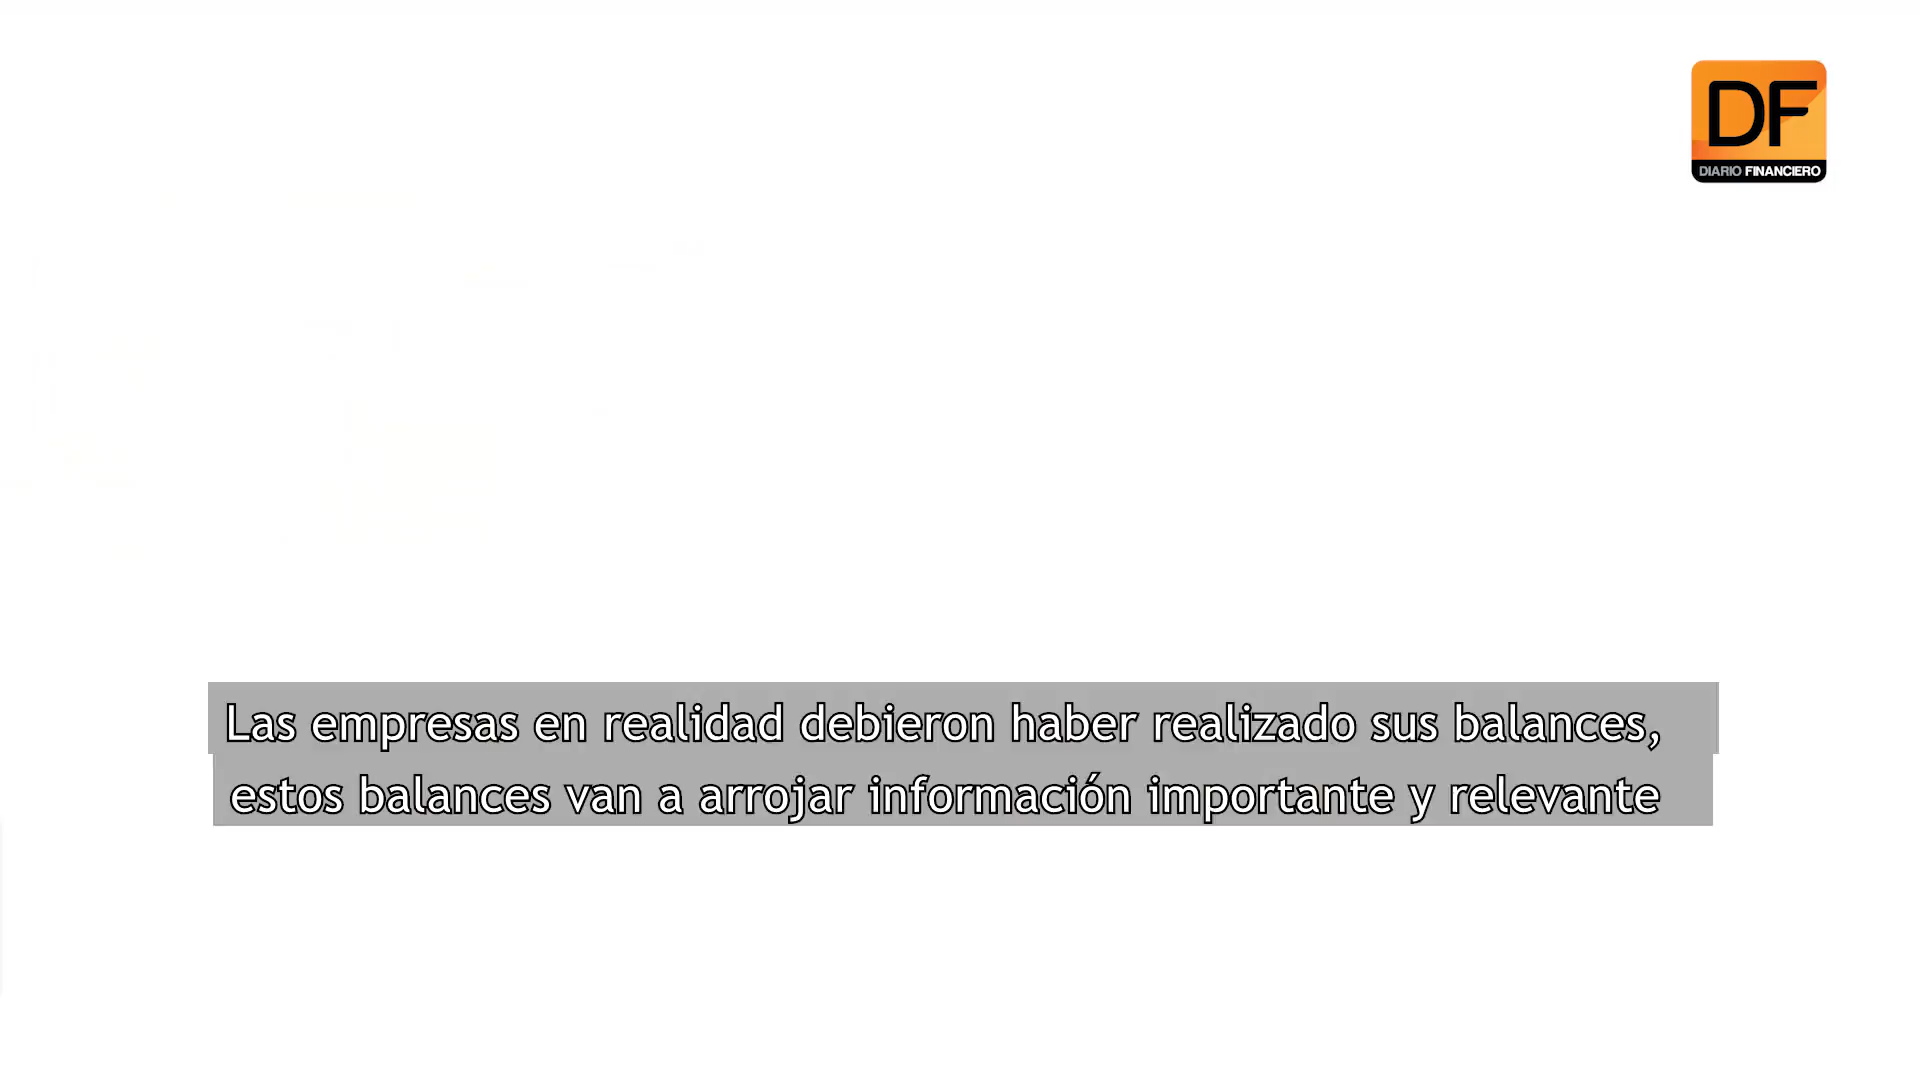 DF
DIARIO FINANCIERO
Las empresas en realidad debieron haber realizado sus balances,
estos balances van a arrojar información importante y relevante